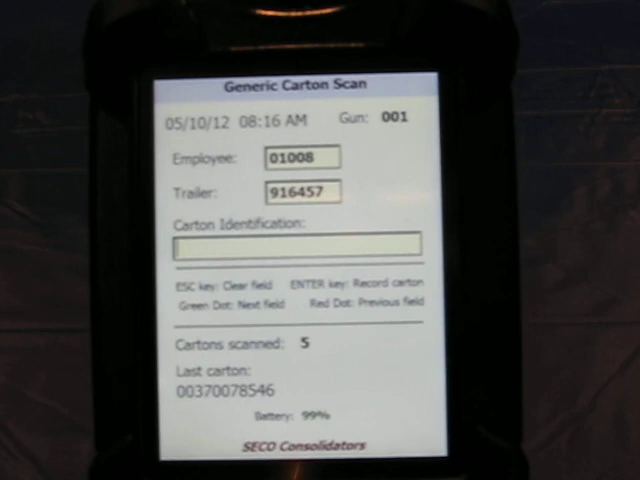 Generic Carton Scan
05/10/12 08:16 AM Gun: 001
Employee: 01008
Trailer: 916457
Carton Identification:
ESC key: Clear field ENTER key: Record carton
Green Dot: Next field Red Dot: Previous field
Cartons scanned: 5
Last carton:
00370078546
Battery: 99%
SECO Consolidators